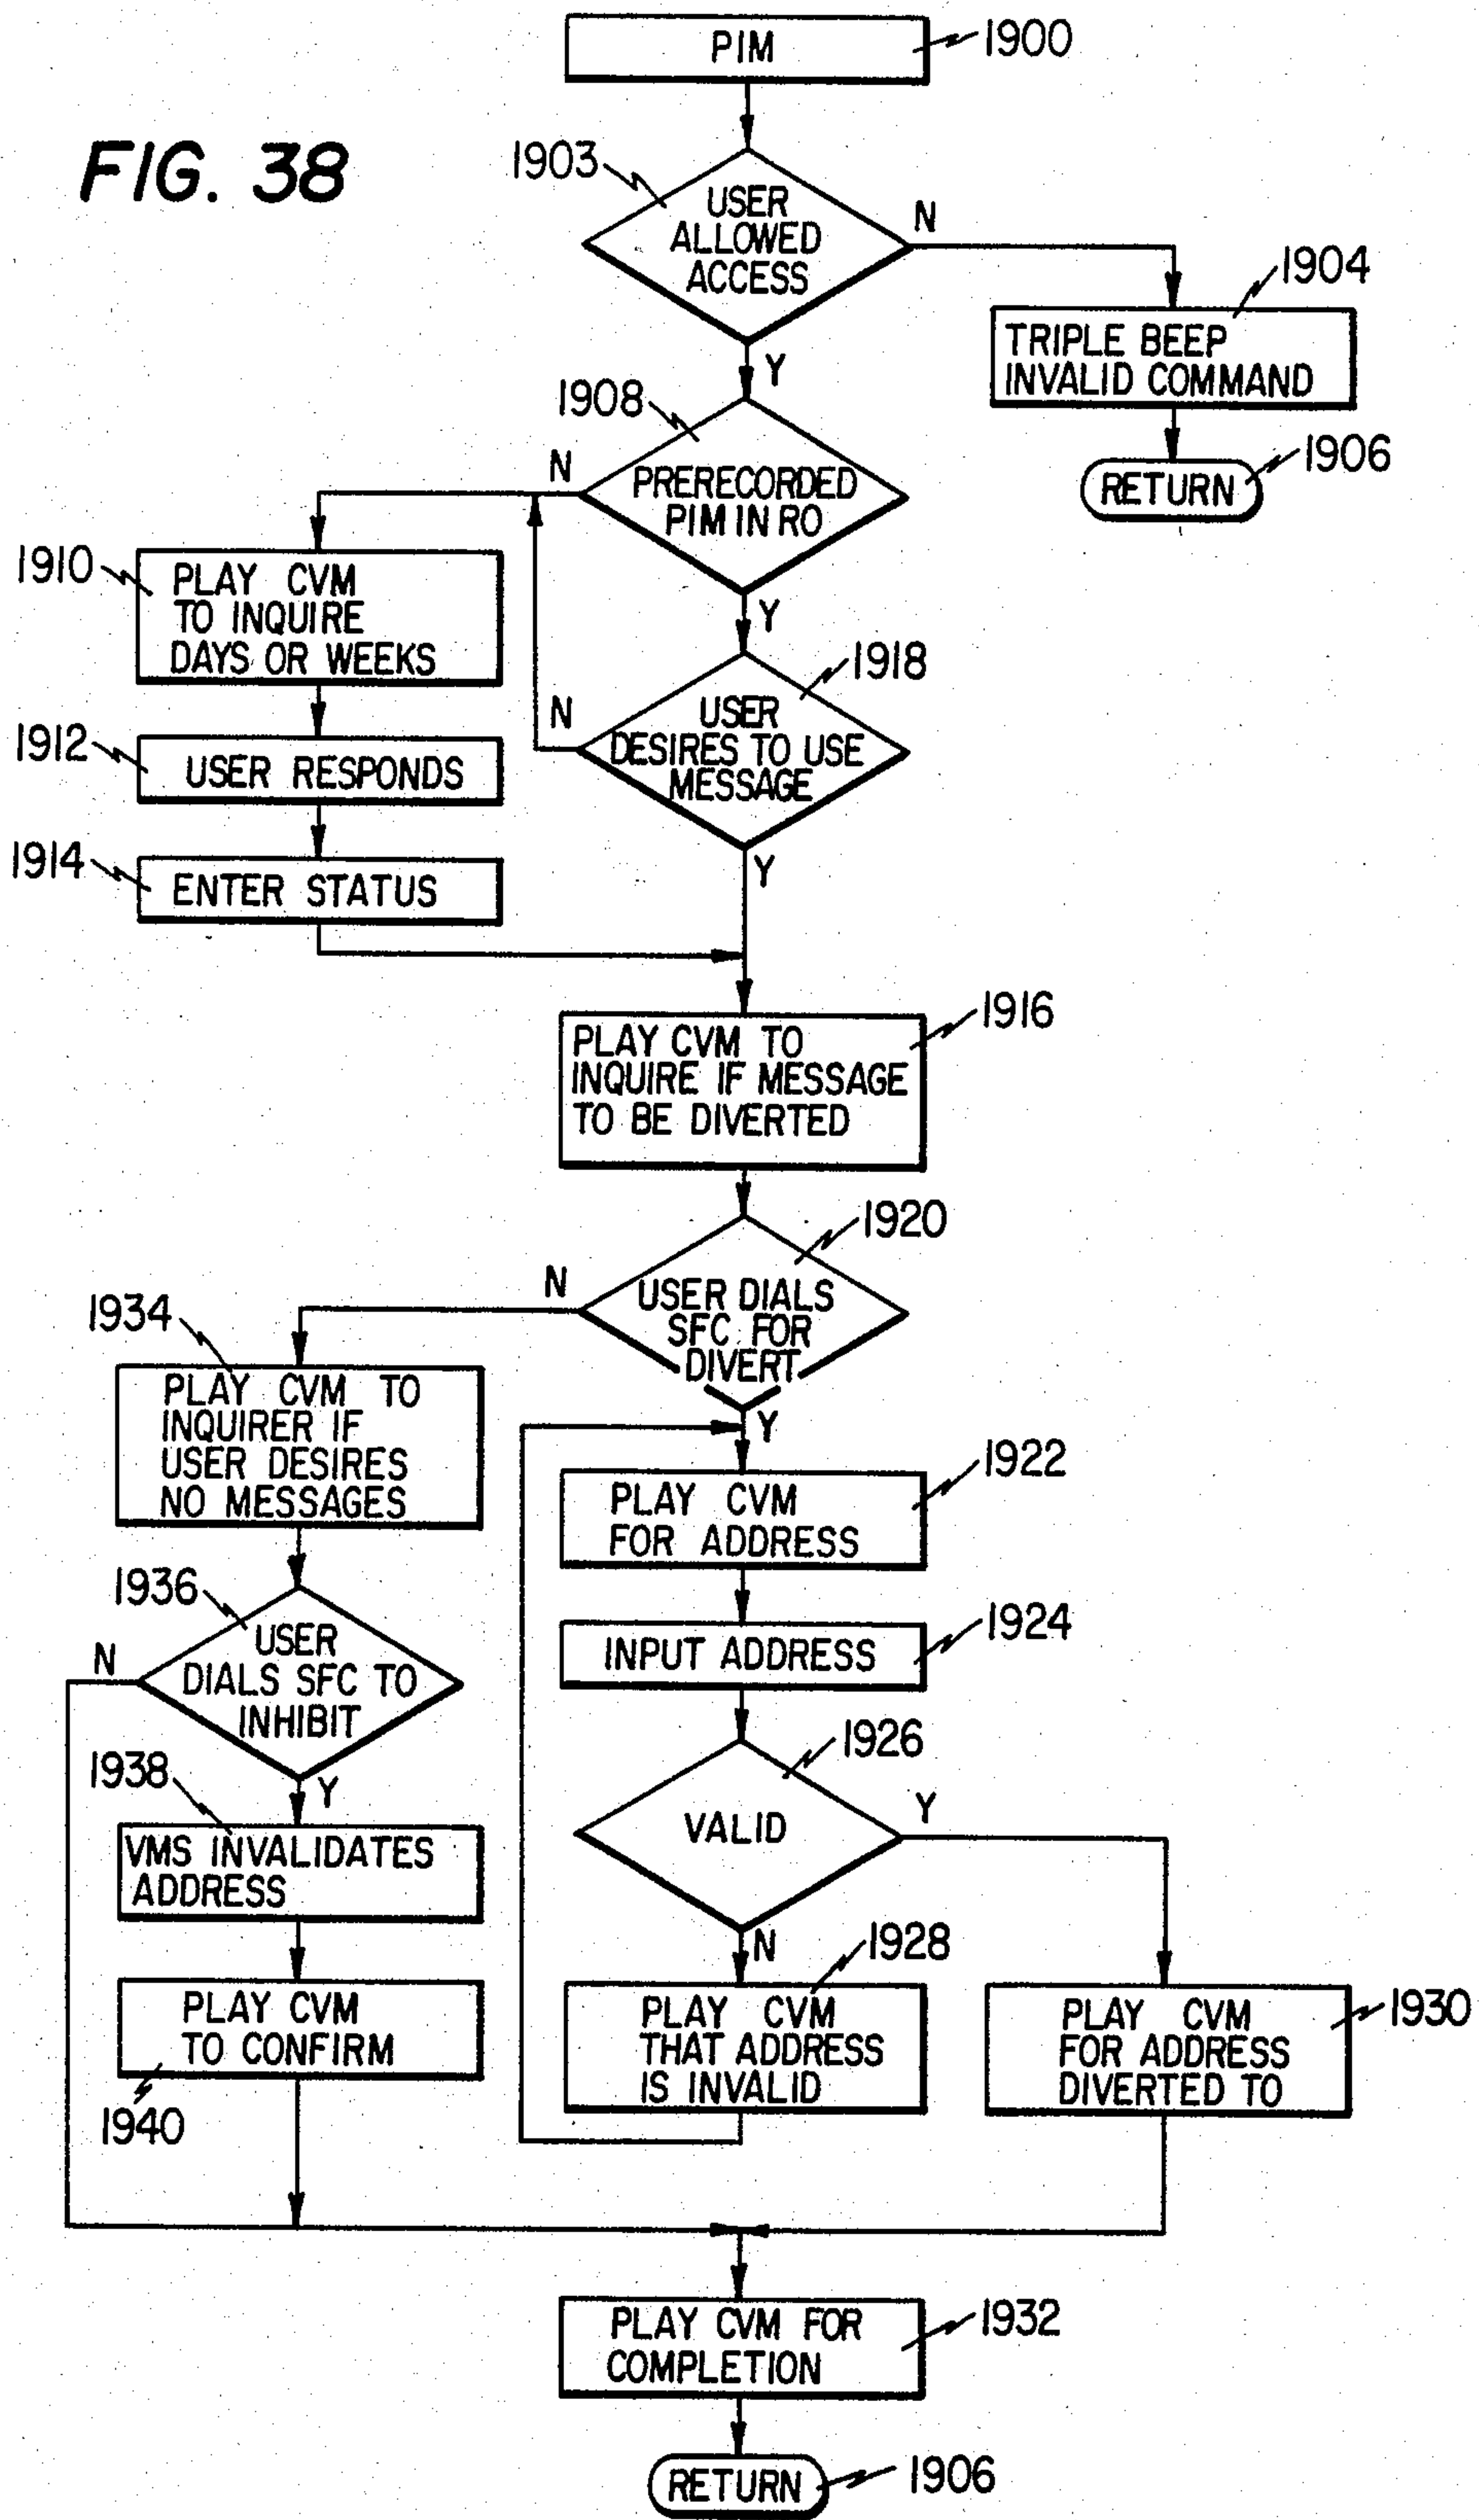 FIG. 38
PIM
1900
1903
USER
ALLOWED
ACCESS
N
Y
1904
TRIPLE BEEP
INVALID COMMAND
RETURN
1906
1908
PRERECORDED
PIM IN RO
N
Y
1910
PLAY CVM
TO INQUIRE
DAYS OR WEEKS
1912
USER RESPONDS
1914
ENTER STATUS
1918
USER
DESIRES TO USE
MESSAGE
N
Y
1916
PLAY CVM TO
INQUIRE IF MESSAGE
TO BE DIVERTED
1920
USER DIALS
SFC FOR
DIVERT
N
Y
1934
PLAY CVM TO
INQUIRER IF
USER DESIRES
NO MESSAGES
1936
USER
DIALS SFC TO
INHIBIT
N
Y
1938
VMS INVALIDATES
ADDRESS
PLAY CVM
TO CONFIRM
1940
1922
PLAY CVM
FOR ADDRESS
1924
INPUT ADDRESS
1926
VALID
Y
N
1928
PLAY CVM
THAT ADDRESS
IS INVALID
1930
PLAY CVM
FOR ADDRESS
DIVERTED TO
1932
PLAY CVM FOR
COMPLETION
RETURN
1906